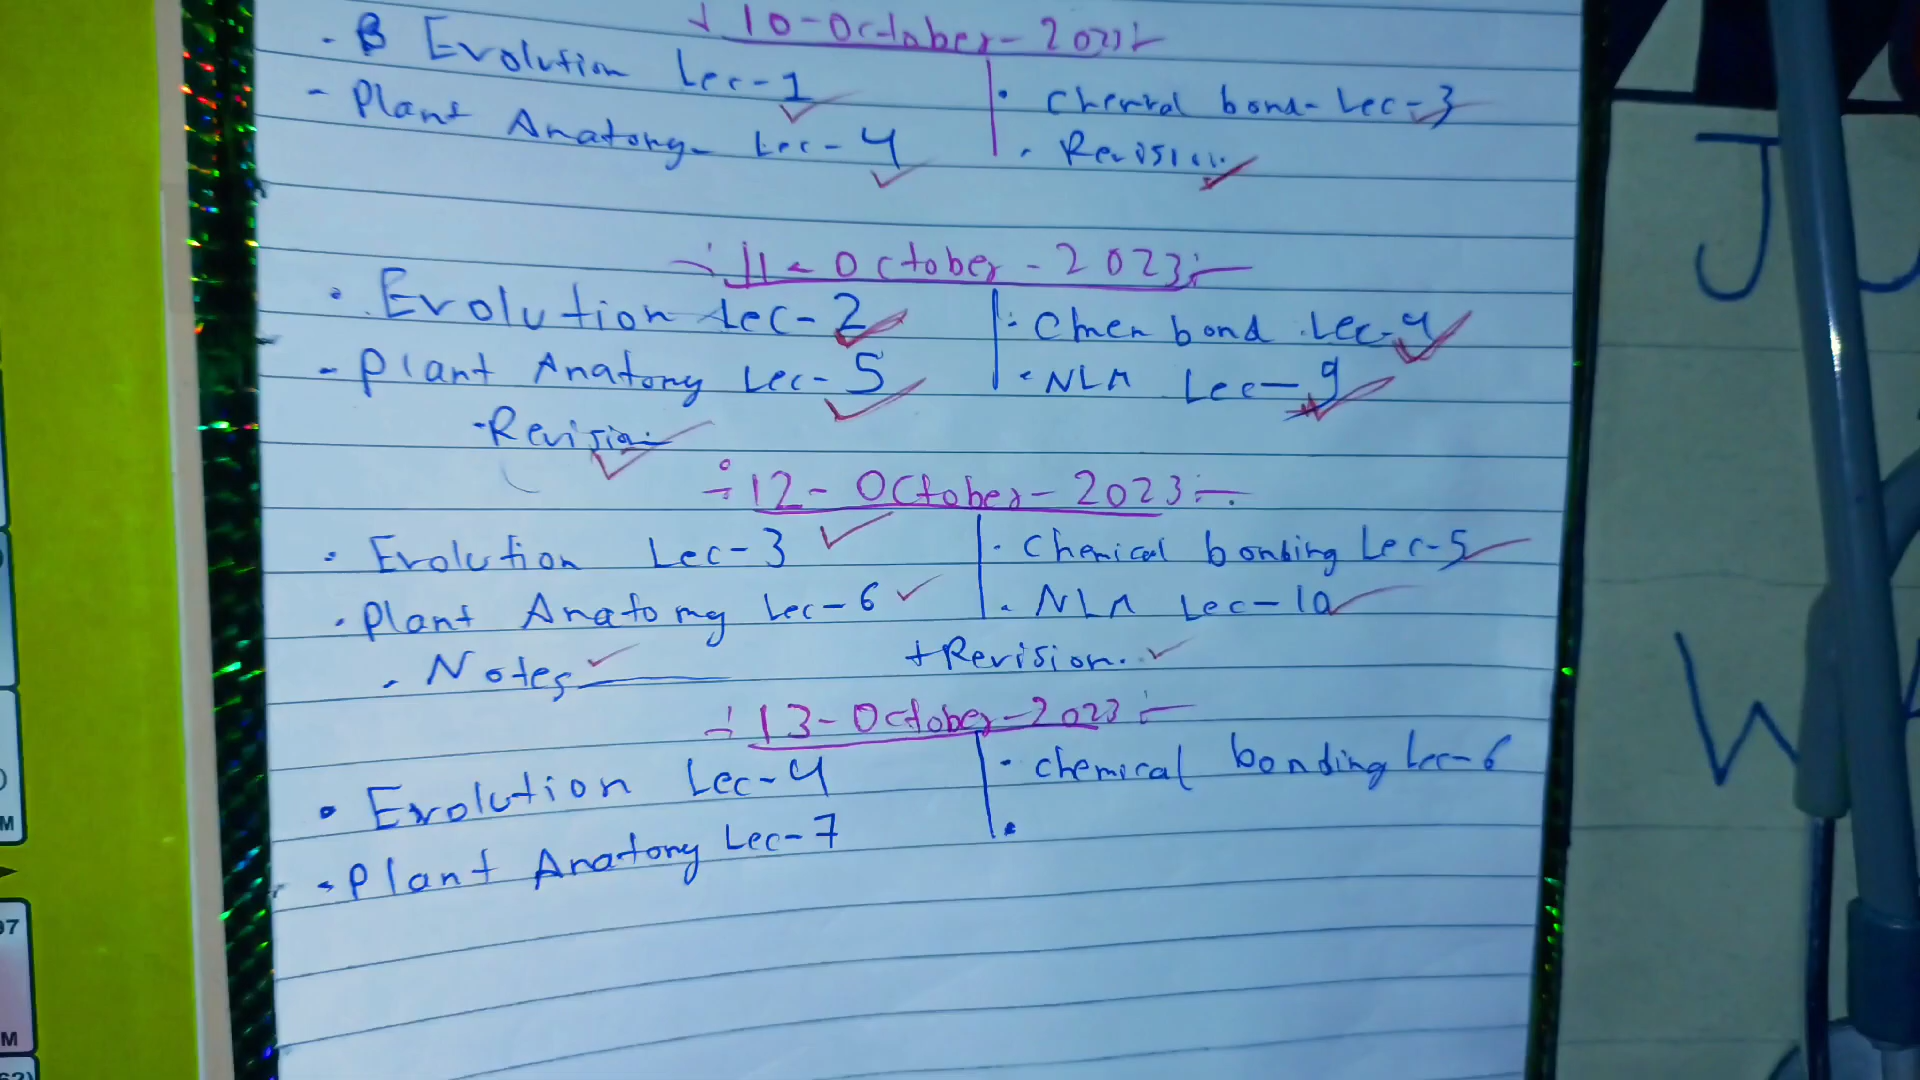 10-October-2023
. B Evolution Lec-1
- Plant Anatomy- Lec-4
. Chemical bond- Lec-3
. Revision
11-October-2023
. Evolution Lec-2
- Plant Anatomy Lec-5
-Revision
. Chem bond Lec-4
. NLM Lec-9
12-October-2023
. Evolution Lec-3
. Plant Anatomy Lec-6
. Notes
. Chemical bonding Lec-5
. NLM Lec-10
+Revision.
13-October-2023
. Evolution Lec-4
. Plant Anatomy Lec-7
. chemical bonding Lec-6
.
J
W
M
97
M